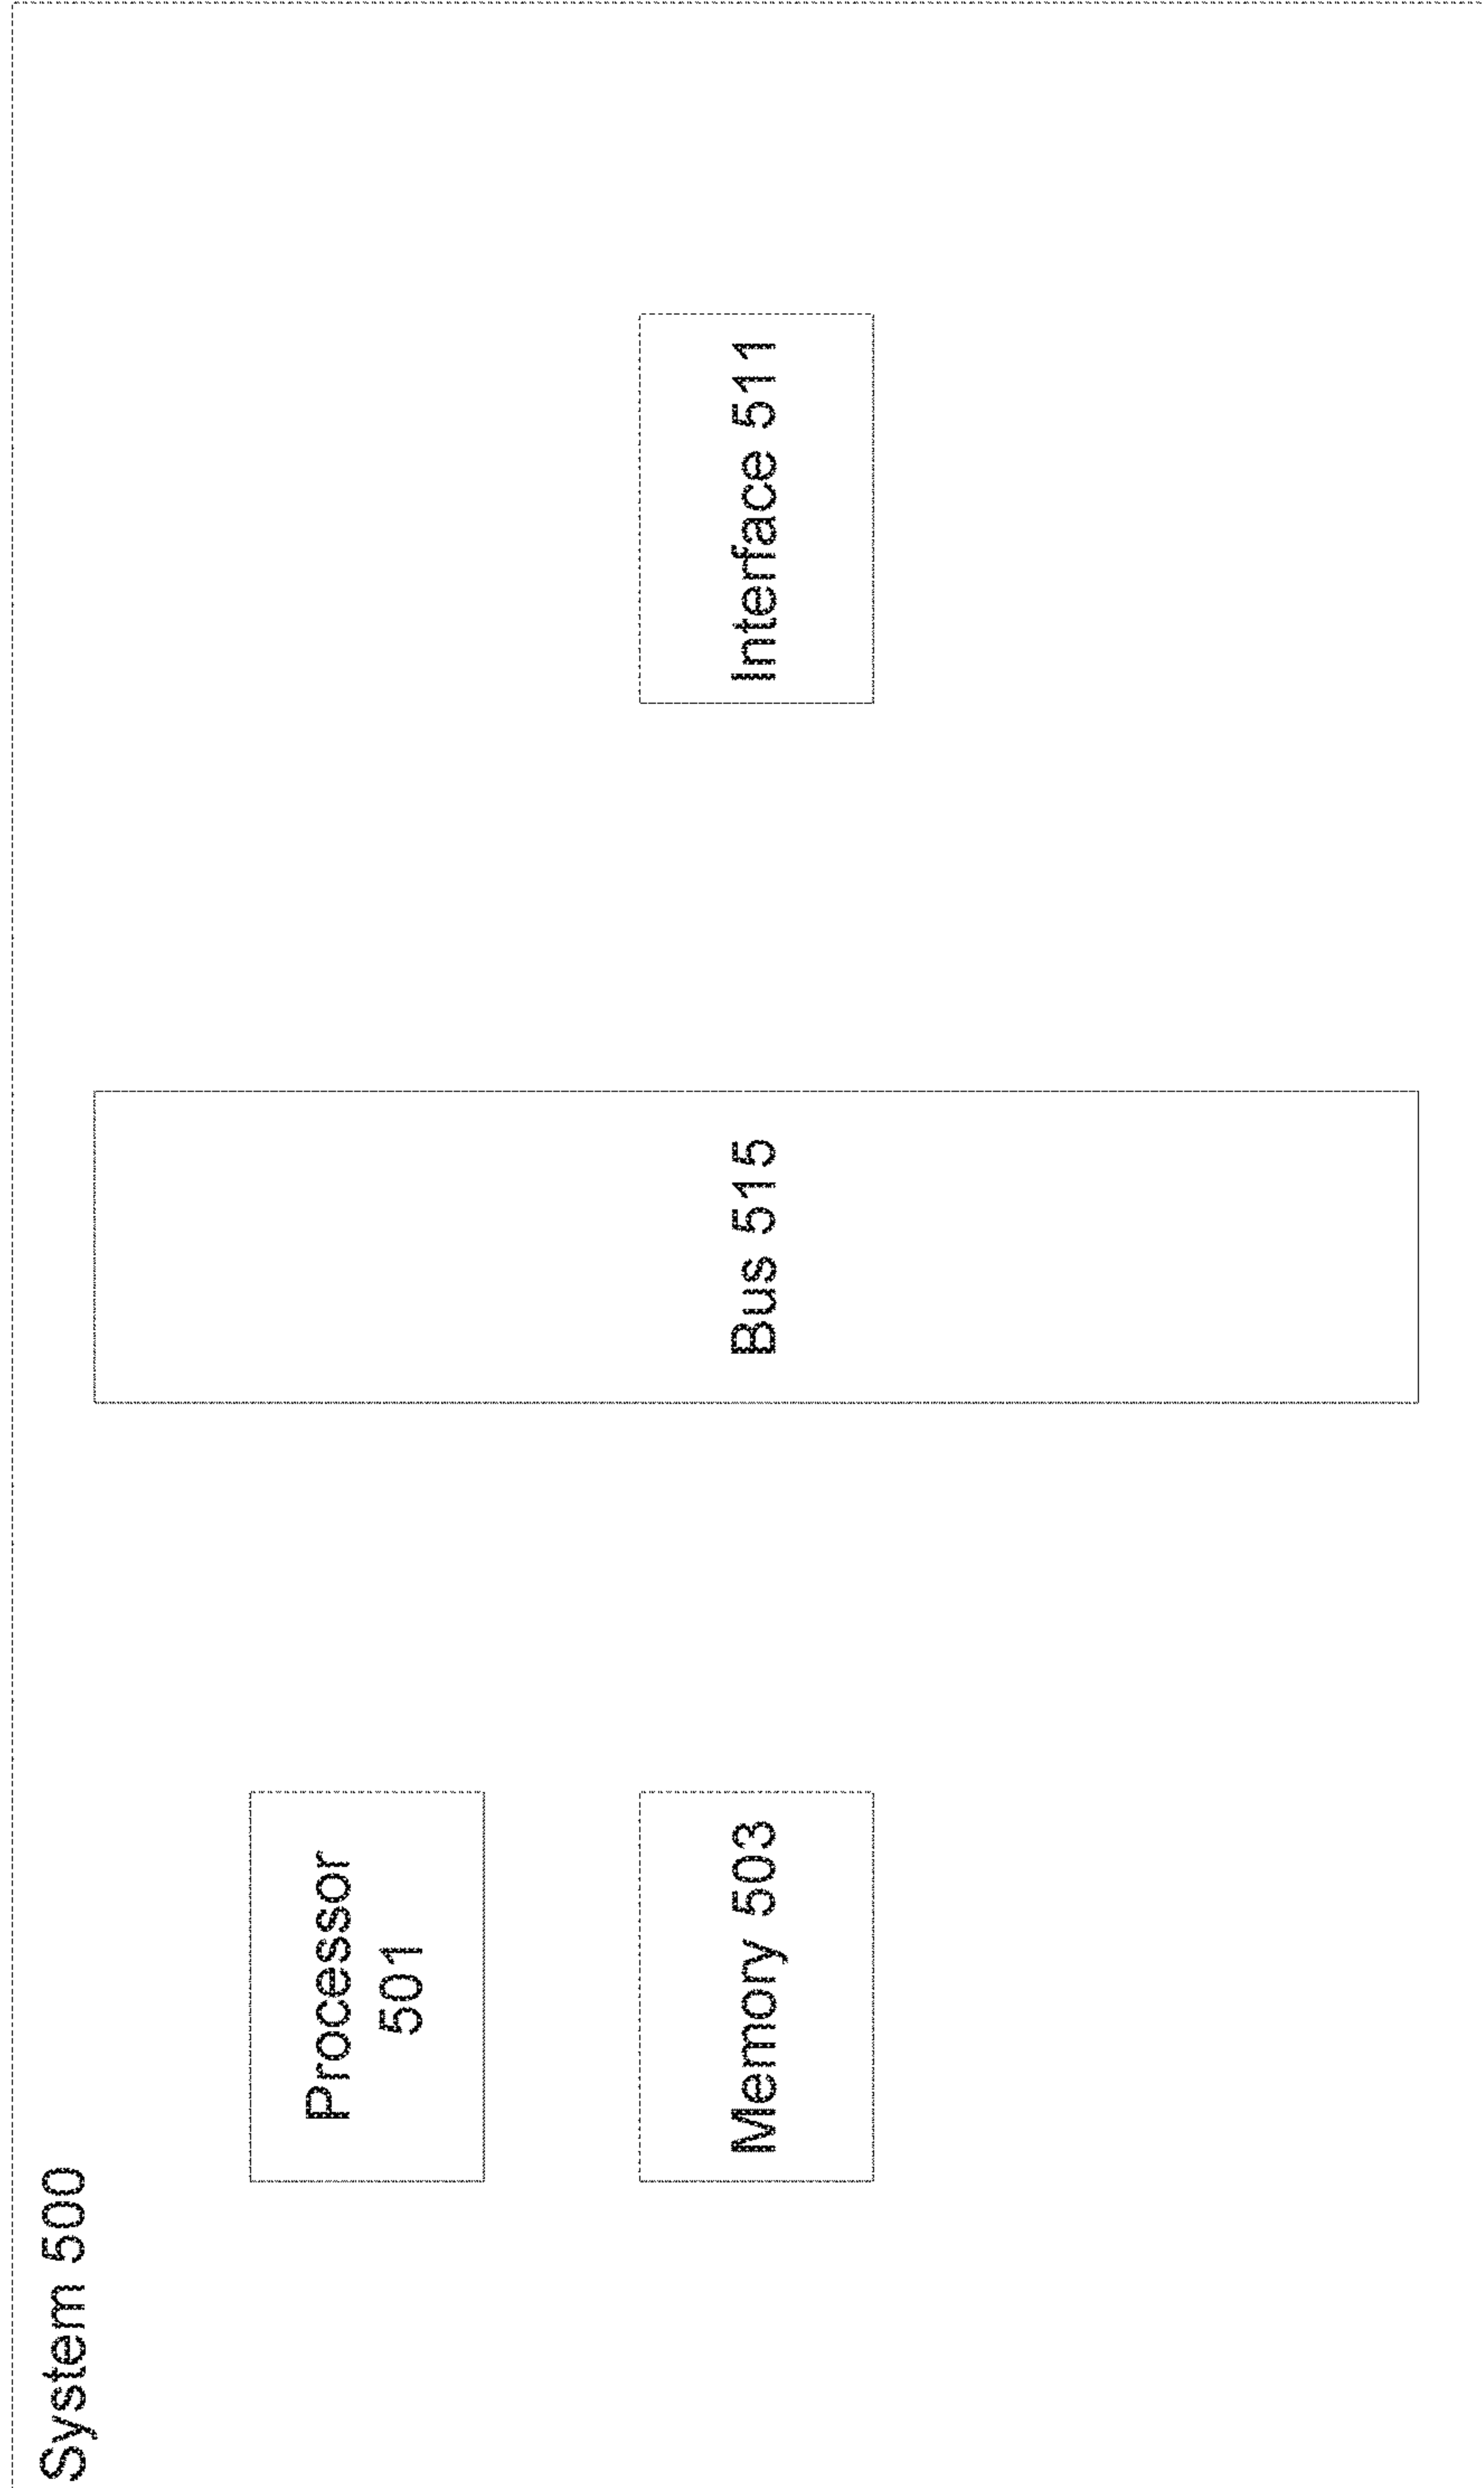 System 500
Processor
501
Memory 503
Bus 515
Interface 511